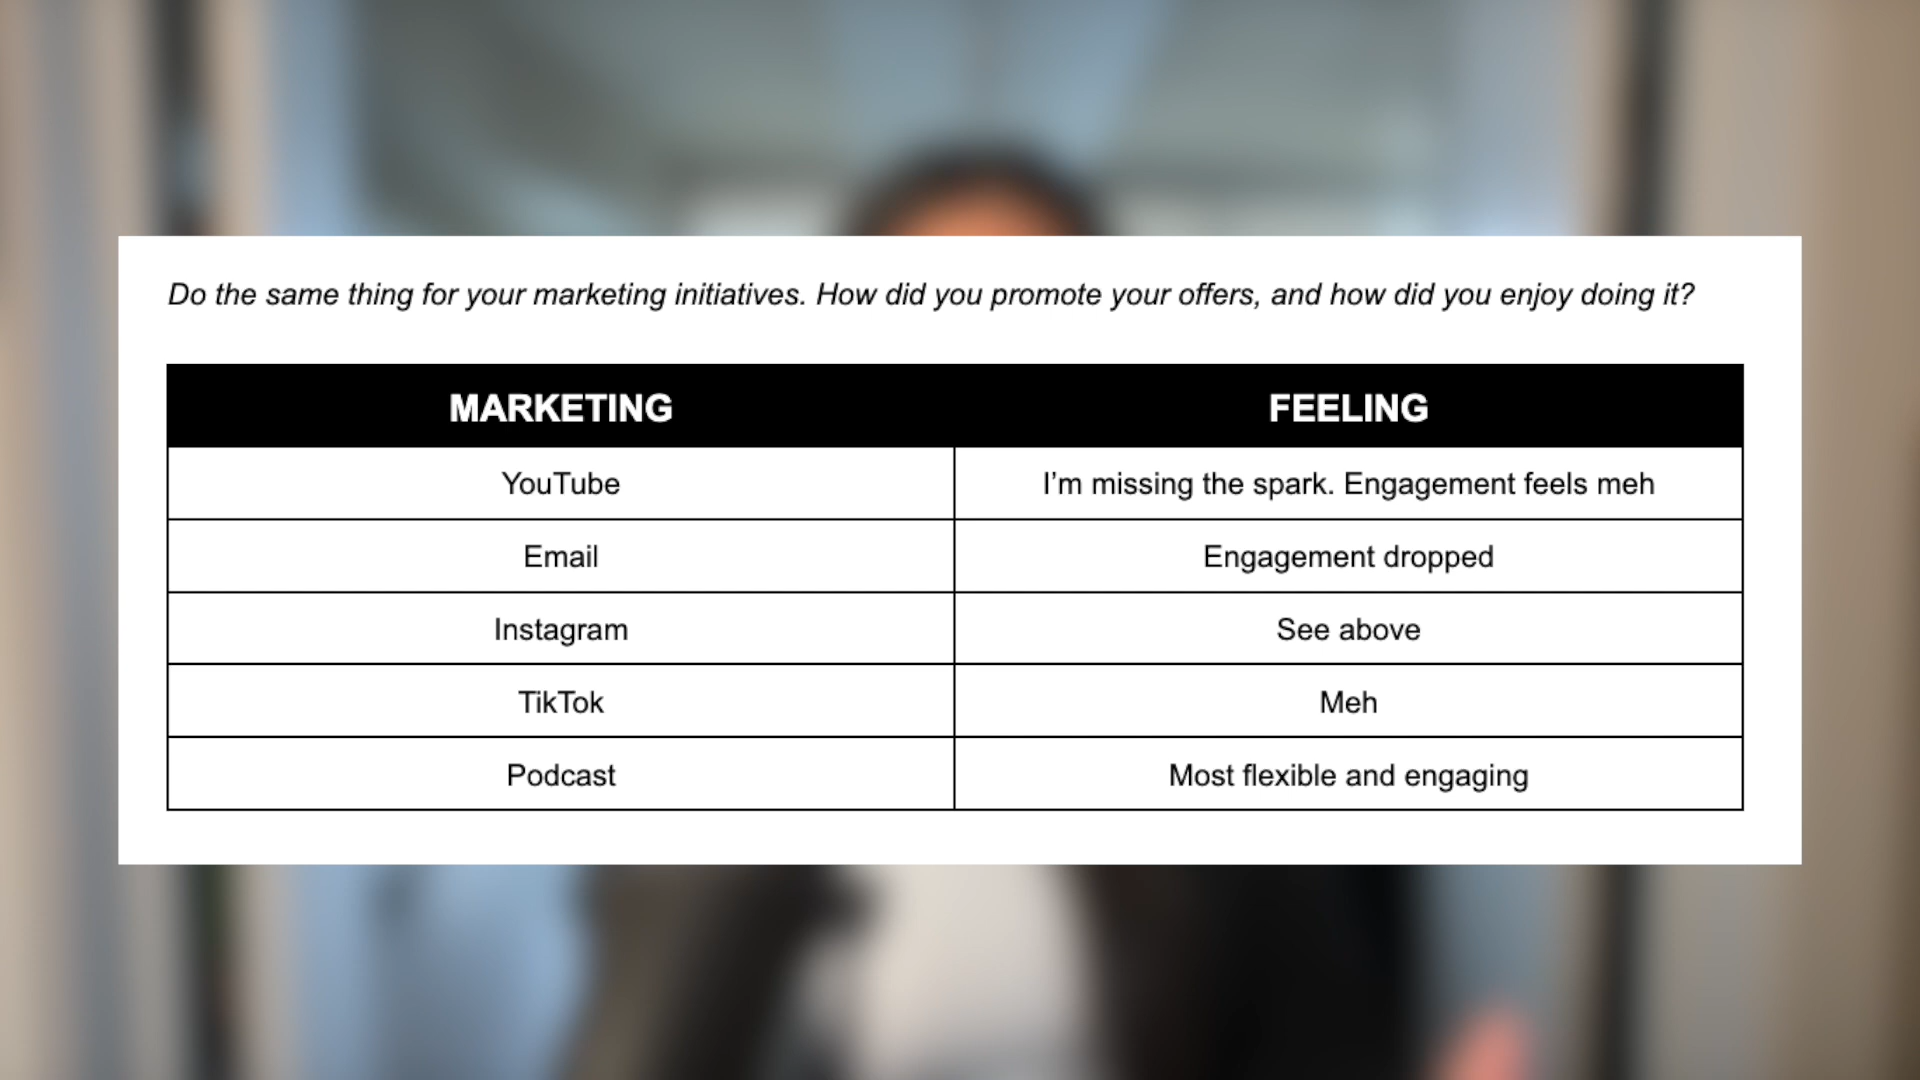 Do the same thing for your marketing initiatives. How did you promote your offers, and how did you enjoy doing it?
MARKETING FEELING
YouTube I’m missing the spark. Engagement feels meh
Email Engagement dropped
Instagram See above
TikTok Meh
Podcast Most flexible and engaging